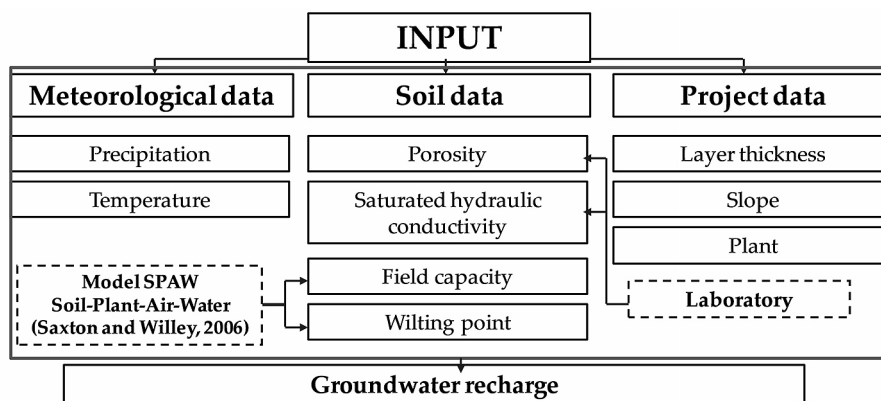 INPUT
Meteorological data
Soil data
Project data
Precipitation
Porosity
Layer thickness
Temperature
Saturated hydraulic
conductivity
Slope
Plant
Model SPAW
Soil-Plant-Air-Water
(Saxton and Willey, 2006)
Field capacity
Wilting point
Laboratory
Groundwater recharge